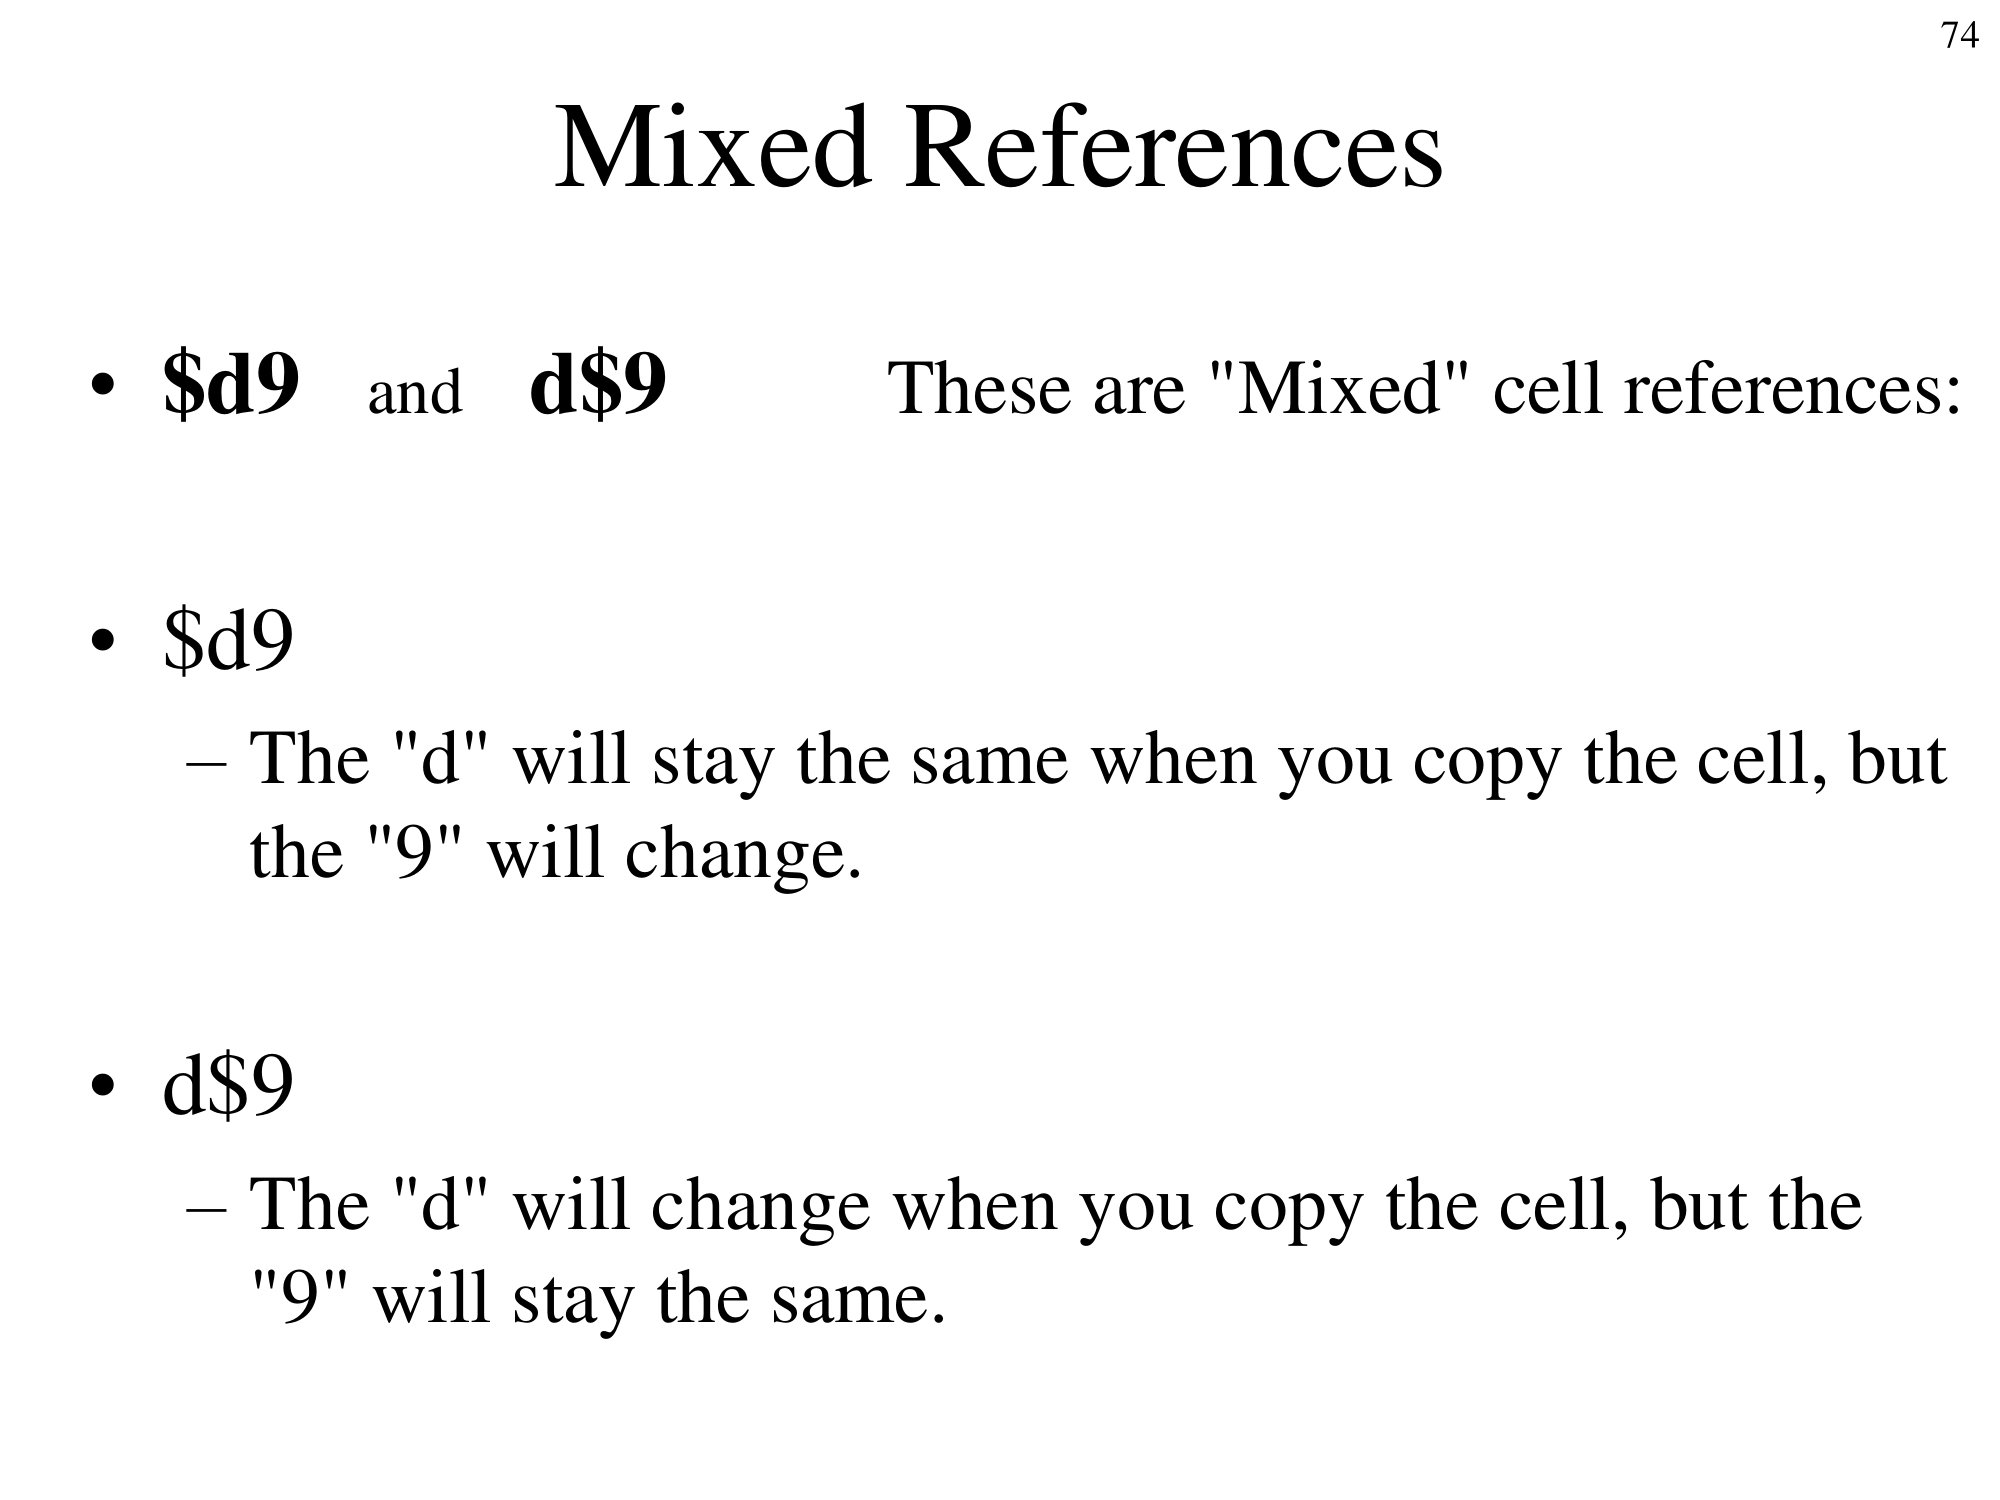 74
Mixed References
• $d9 and d$9 These are "Mixed" cell references:
• $d9
– The "d" will stay the same when you copy the cell, but
the "9" will change.
• d$9
– The "d" will change when you copy the cell, but the
"9" will stay the same.